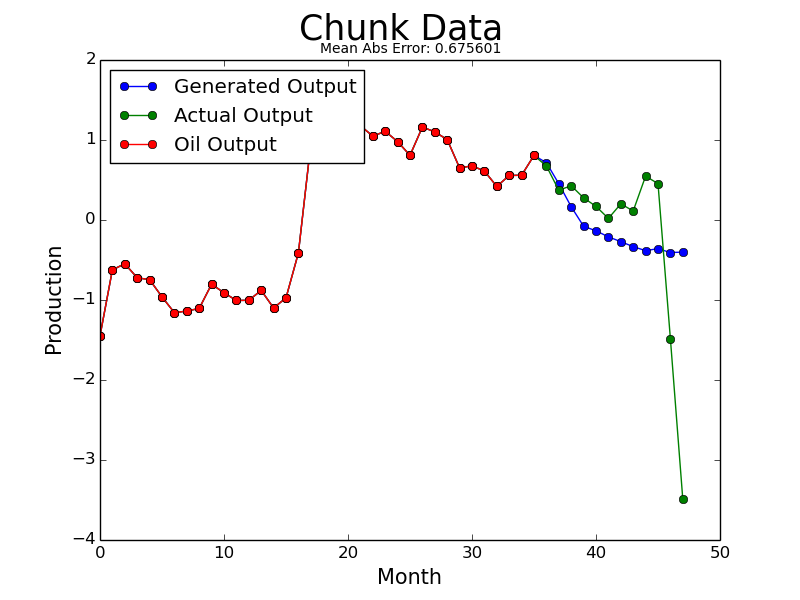 Chunk Data
Mean Abs Error: 0.675601
Generated Output
Actual Output
Oil Output
2
1
0
−1
−2
−3
−4
Production
0 10 20 30 40 50
Month